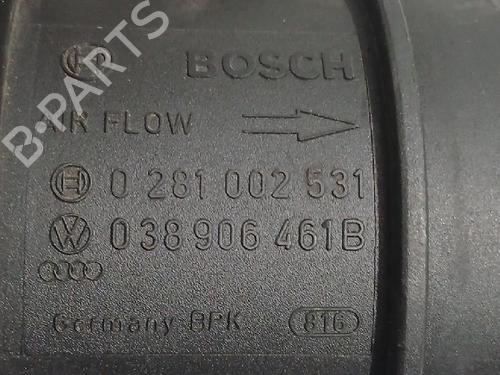 BOSCH
AIR FLOW
0 281 002 531
038 906 461B
Germany BPK 816
B-PARTS